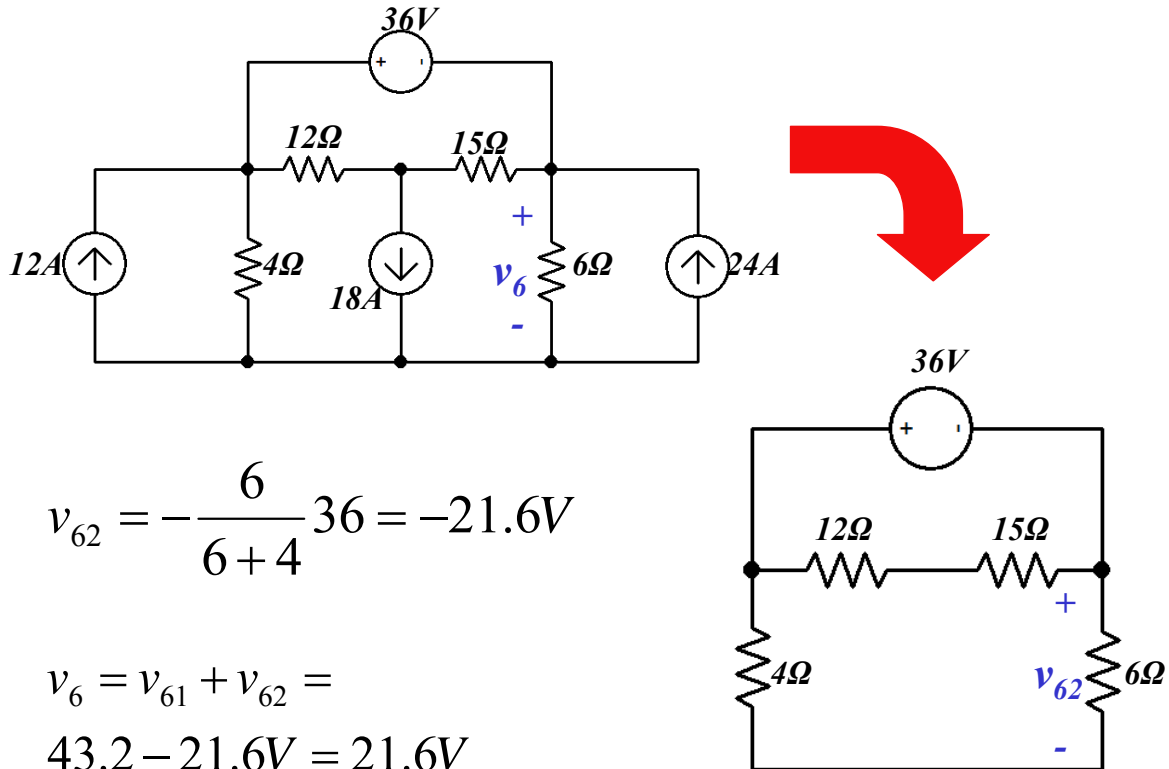 36V
+ -
12Ω 15Ω
12A 4Ω 18A + v₆ - 6Ω 24A
36V
+ -
v₆₂ = −6/(6+4) 36 = −21.6V
12Ω 15Ω
4Ω + v₆₂ - 6Ω
v₆ = v₆₁ + v₆₂ =
43.2 − 21.6V = 21.6V